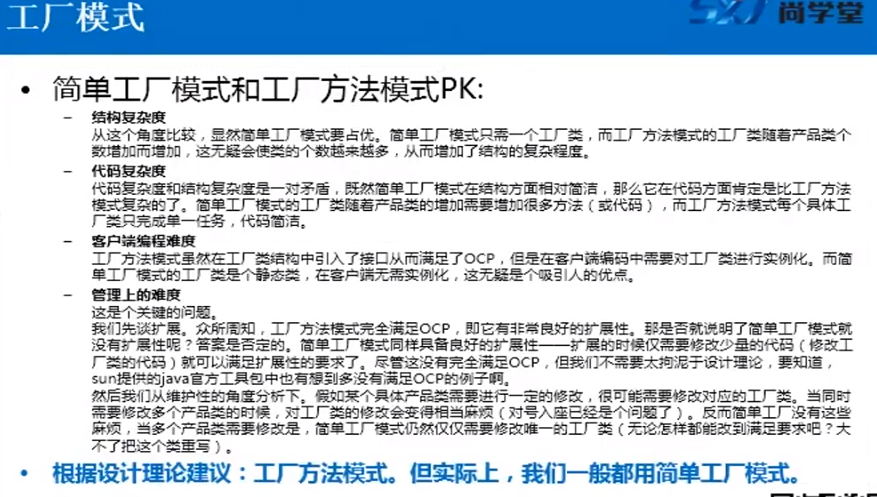 工厂模式
SXT 尚学堂
• 简单工厂模式和工厂方法模式PK:
– 结构复杂度
从这个角度比较，显然简单工厂模式要占优。简单工厂模式只需一个工厂类，而工厂方法模式的工厂类随着产品类个
数增加而增加，这无疑会使类的个数越来越多，从而增加了结构的复杂程度。
– 代码复杂度
代码复杂度和结构复杂度是一对矛盾，既然简单工厂模式在结构方面相对简洁，那么它在代码方面肯定是比工厂方法
模式复杂的了。简单工厂模式的工厂类随着产品类的增加需要增加很多方法（或代码），而工厂方法模式每个具体工
厂类只完成单一任务，代码简洁。
– 客户端编程难度
工厂方法模式虽然在工厂类结构中引入了接口从而满足了OCP，但是在客户端编码中需要对工厂类进行实例化。而简
单工厂模式的工厂类是个静态类，在客户端无需实例化，这无疑是个吸引人的优点。
– 管理上的难度
这是个关键的问题。
我们先谈扩展。众所周知，工厂方法模式完全满足OCP，即它有非常良好的扩展性。那是否就说明了简单工厂模式就
没有扩展性呢？答案是否定的。简单工厂模式同样具备良好的扩展性——扩展的时候仅需要修改少量的代码（修改工
厂类的代码）就可以满足扩展性的要求了。尽管这没有完全满足OCP，但我们不需要太拘泥于设计理论，要知道，
sun提供的java官方工具包中也有想到多没有满足OCP的例子啊。
然后我们从维护性的角度分析下。假如某个具体产品类需要进行一定的修改，很可能需要修改对应的工厂类。当同时
需要修改多个产品类的时候，对工厂类的修改会变得相当麻烦（对号入座已经是个问题了）。反而简单工厂没有这些
麻烦，当多个产品类需要修改是，简单工厂模式仍然仅仅需要修改唯一的工厂类（无论怎样都能改到满足要求吧？大
不了把这个类重写）。
• 根据设计理论建议：工厂方法模式。但实际上，我们一般都用简单工厂模式。